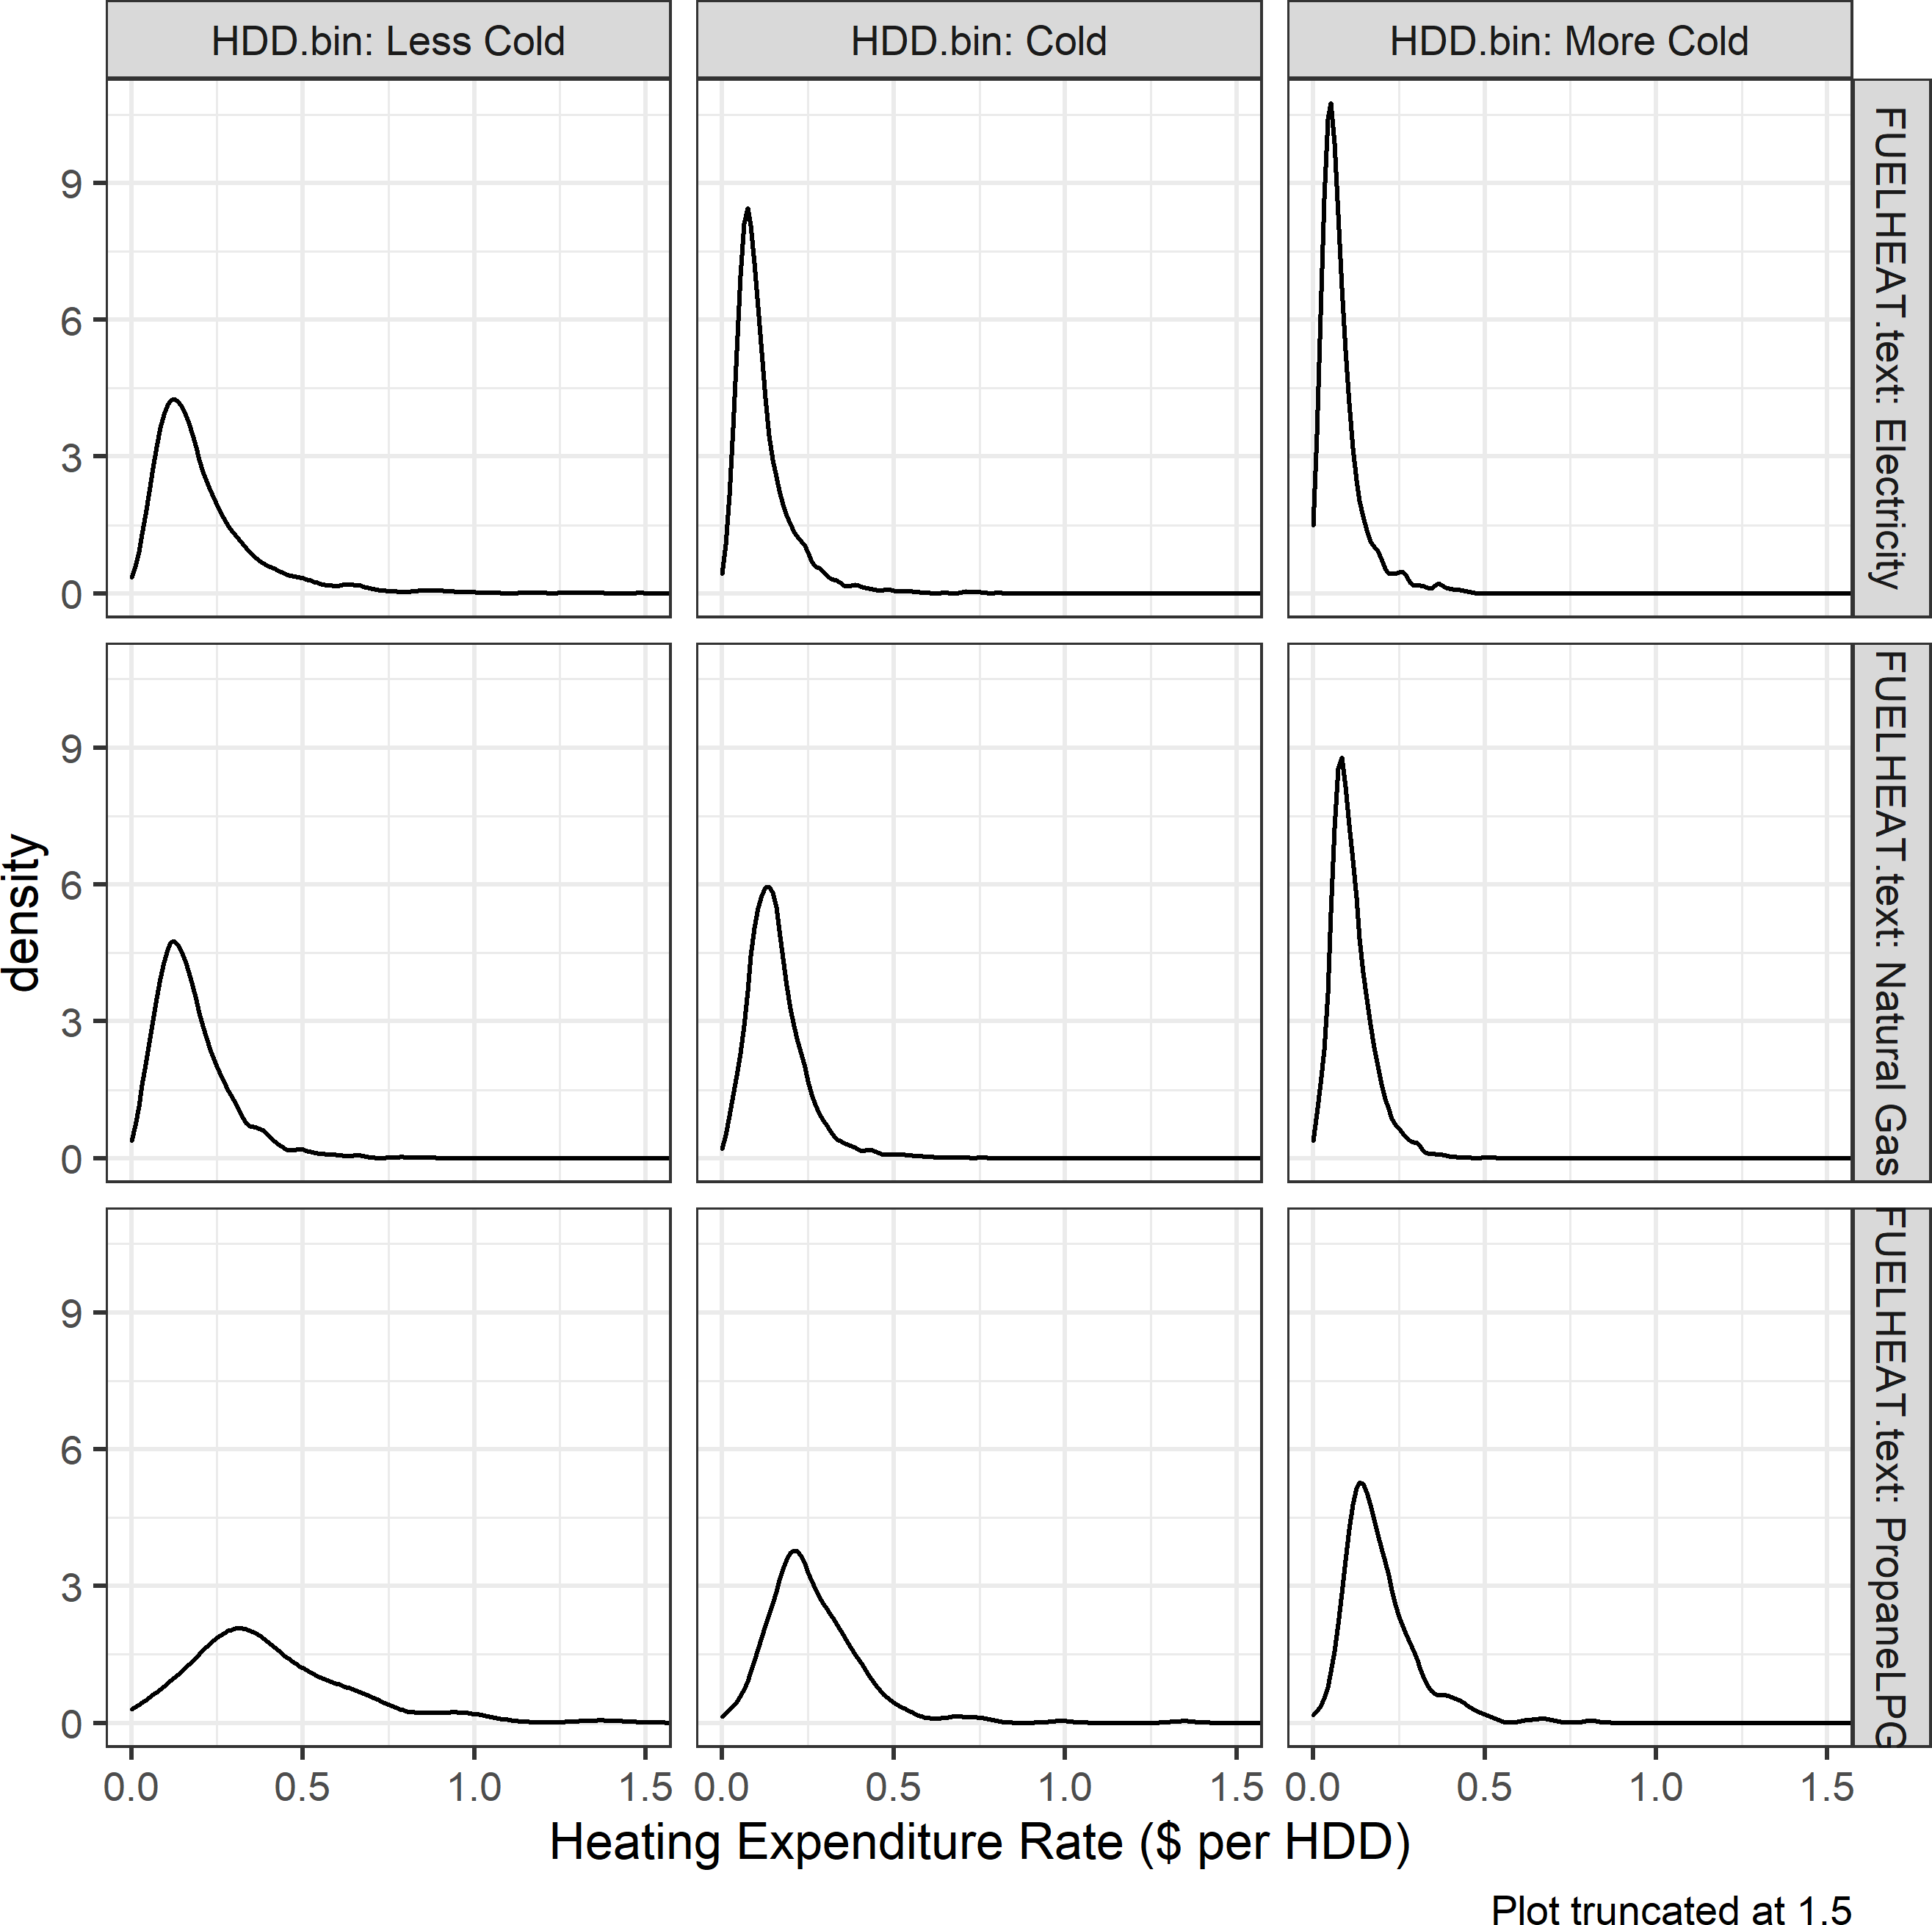 HDD.bin: Less Cold
HDD.bin: Cold
HDD.bin: More Cold
9
6
3
0
FUELHEAT.text: Electricity
density
9
6
3
0
FUELHEAT.text: Natural Gas
9
6
3
0
FUELHEAT.text: PropaneLPG
0.0 0.5 1.0 1.5
0.0 0.5 1.0 1.5
0.0 0.5 1.0 1.5
Heating Expenditure Rate ($ per HDD)
Plot truncated at 1.5